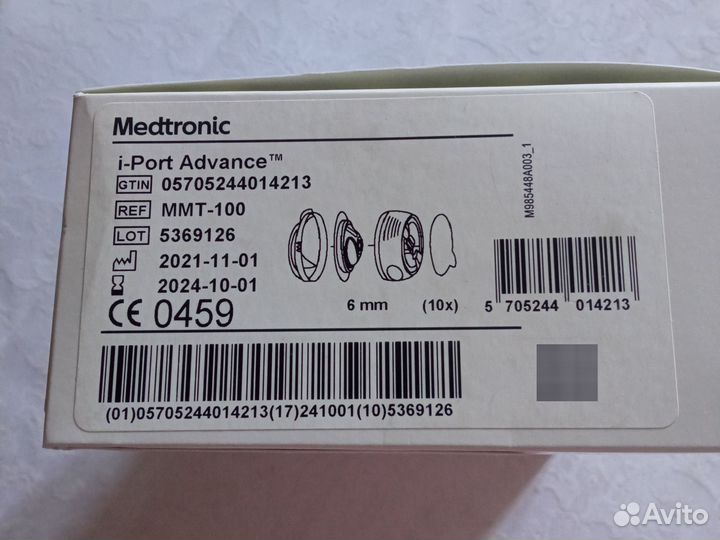 Medtronic
i-Port Advance™
GTIN 05705244014213
REF MMT-100
LOT 5369126
2021-11-01
2024-10-01
CE 0459
6 mm (10x)
M985448A003_1
5 705244 014213
(01)05705244014213(17)241001(10)5369126
Avito